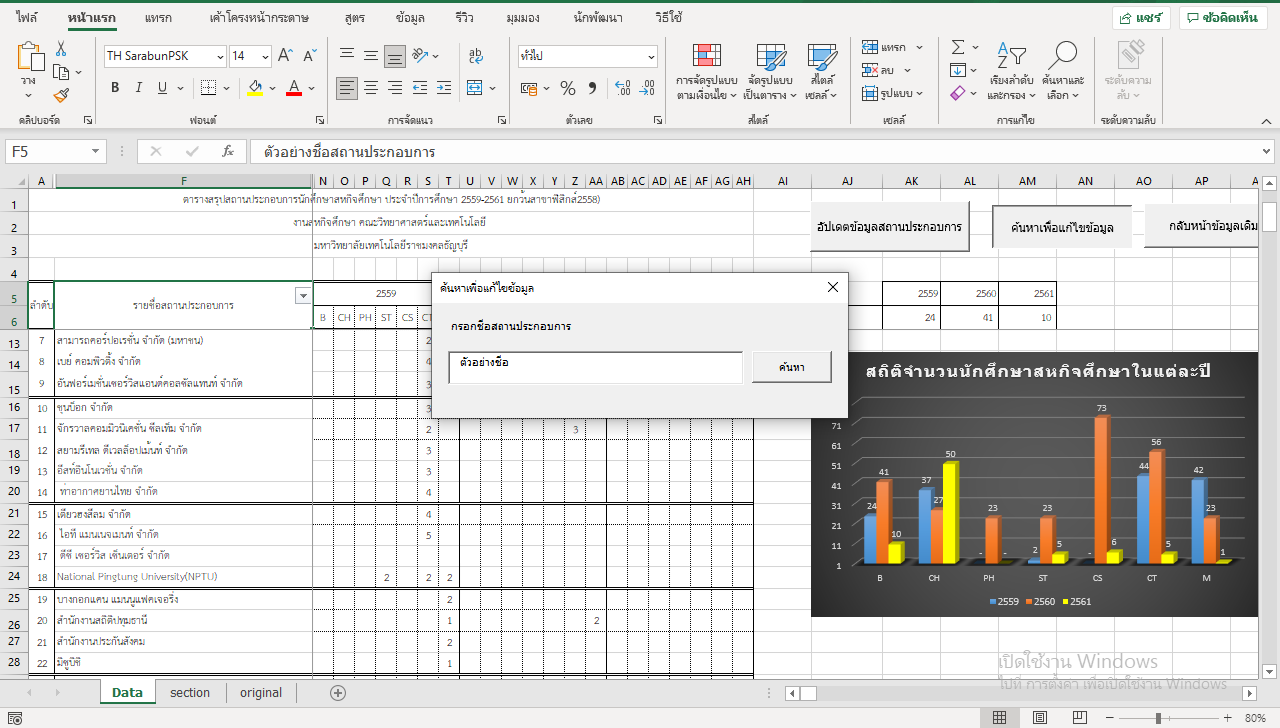 ไฟล์ หน้าแรก แทรก เค้าโครงหน้ากระดาษ สูตร ข้อมูล รีวิว มุมมอง นักพัฒนา วิธีใช้ แชร์ ข้อคิดเห็น
TH SarabunPSK 14 ทั่วไป
วาง
B I U
การจัดรูปแบบ ตามเงื่อนไข จัดรูปแบบ เป็นตาราง สไตล์ เซลล์
แทรก
ลบ
รูปแบบ
เรียงลำดับ และกรอง ค้นหาและ เลือก
ระดับความ ลับ
คลิปบอร์ด ฟอนต์ การจัดแนว ตัวเลข สไตล์ เซลล์ การแก้ไข ระดับความลับ
F5 fx ตัวอย่างชื่อสถานประกอบการ
A F N O P Q R S T U V W X Y Z AA AB AC AD AE AF AG AH AI AJ AK AL AM AN AO AP
1 ตารางสรุปสถานประกอบการนักศึกษาสหกิจศึกษา ประจำปีการศึกษา 2559-2561 ยกเว้นสาขาฟิสิกส์2558)
2 งานสหกิจศึกษา คณะวิทยาศาสตร์และเทคโนโลยี
3 มหาวิทยาลัยเทคโนโลยีราชมงคลธัญบุรี
อัปเดตข้อมูลสถานประกอบการ ค้นหาเพื่อแก้ไขข้อมูล กลับหน้าข้อมูลเดิม
4
5 ลำดับ รายชื่อสถานประกอบการ 2559 2559 2560 2561
6 B CH PH ST CS CT 24 41 10
ค้นหาเพื่อแก้ไขข้อมูล
กรอกชื่อสถานประกอบการ
ตัวอย่างชื่อ ค้นหา
13 7 สามารถคอร์ปอเรชั่น จำกัด (มหาชน) 2
14 8 เบย์ คอมพิวติ้ง จำกัด 4
15 9 อินฟอร์เมชั่นเซอร์วิสแอนด์คอลซัลแทนท์ จำกัด 3
16 10 ขุนบ็อก จำกัด 3
17 11 จักรวาลคอมมิวนิเคชั่น ซีสเท็ม จำกัด 2 3
18 12 สยามรีเทล ดีเวลล็อปเม้นท์ จำกัด 3
19 13 อีสท์อินโนเวชั่น จำกัด 3
20 14 ท่าอากาศยานไทย จำกัด 4
21 15 เตียวฮงสีลม จำกัด 4
22 16 ไอที แมนเนจเมนท์ จำกัด 5
23 17 ดีซี เซอร์วิส เซ็นเตอร์ จำกัด
24 18 National Pingtung University(NPTU) 2 2 2
25 19 บางกอกแคน แมนนูแฟคเจอริ่ง 2
26 20 สำนักงานสถิติปทุมธานี 1 2
27 21 สำนักงานประกันสังคม 2
28 22 มิซูบิชิ 1
สถิติจำนวนนักศึกษาสหกิจศึกษาในแต่ละปี
71
61
51
41
31
21
11
1
24 41 10 37 27 50 - 23 - 2 23 5 - 73 6 44 56 5 42 23 1
B CH PH ST CS CT M
2559 2560 2561
เปิดใช้งาน Windows
ไปที่ การตั้งค่า เพื่อเปิดใช้งาน Windows
Data section original
80%